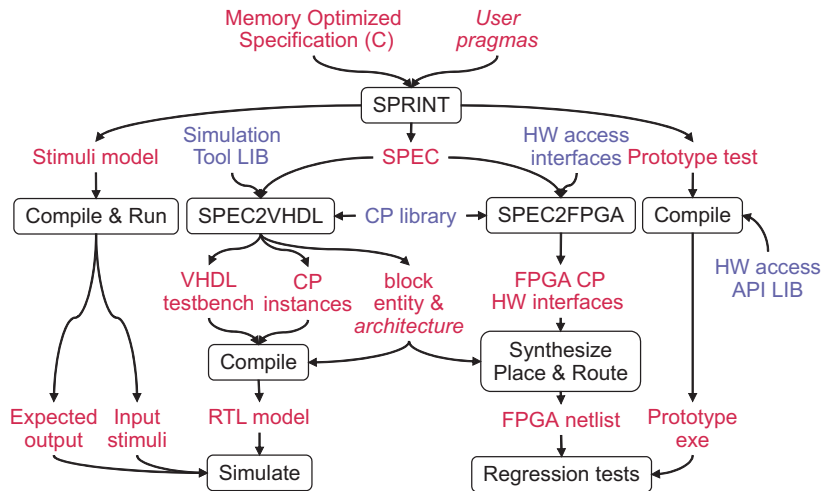 Memory Optimized
Specification (C)
User
pragmas
SPRINT
Stimuli model
Simulation
Tool LIB
SPEC
HW access
interfaces
Prototype test
Compile & Run
SPEC2VHDL
CP library
SPEC2FPGA
Compile
VHDL
testbench
CP
instances
block
entity &
architecture
FPGA CP
HW interfaces
HW access
API LIB
Compile
Synthesize
Place & Route
Expected
output
Input
stimuli
RTL model
FPGA netlist
Prototype
exe
Simulate
Regression tests